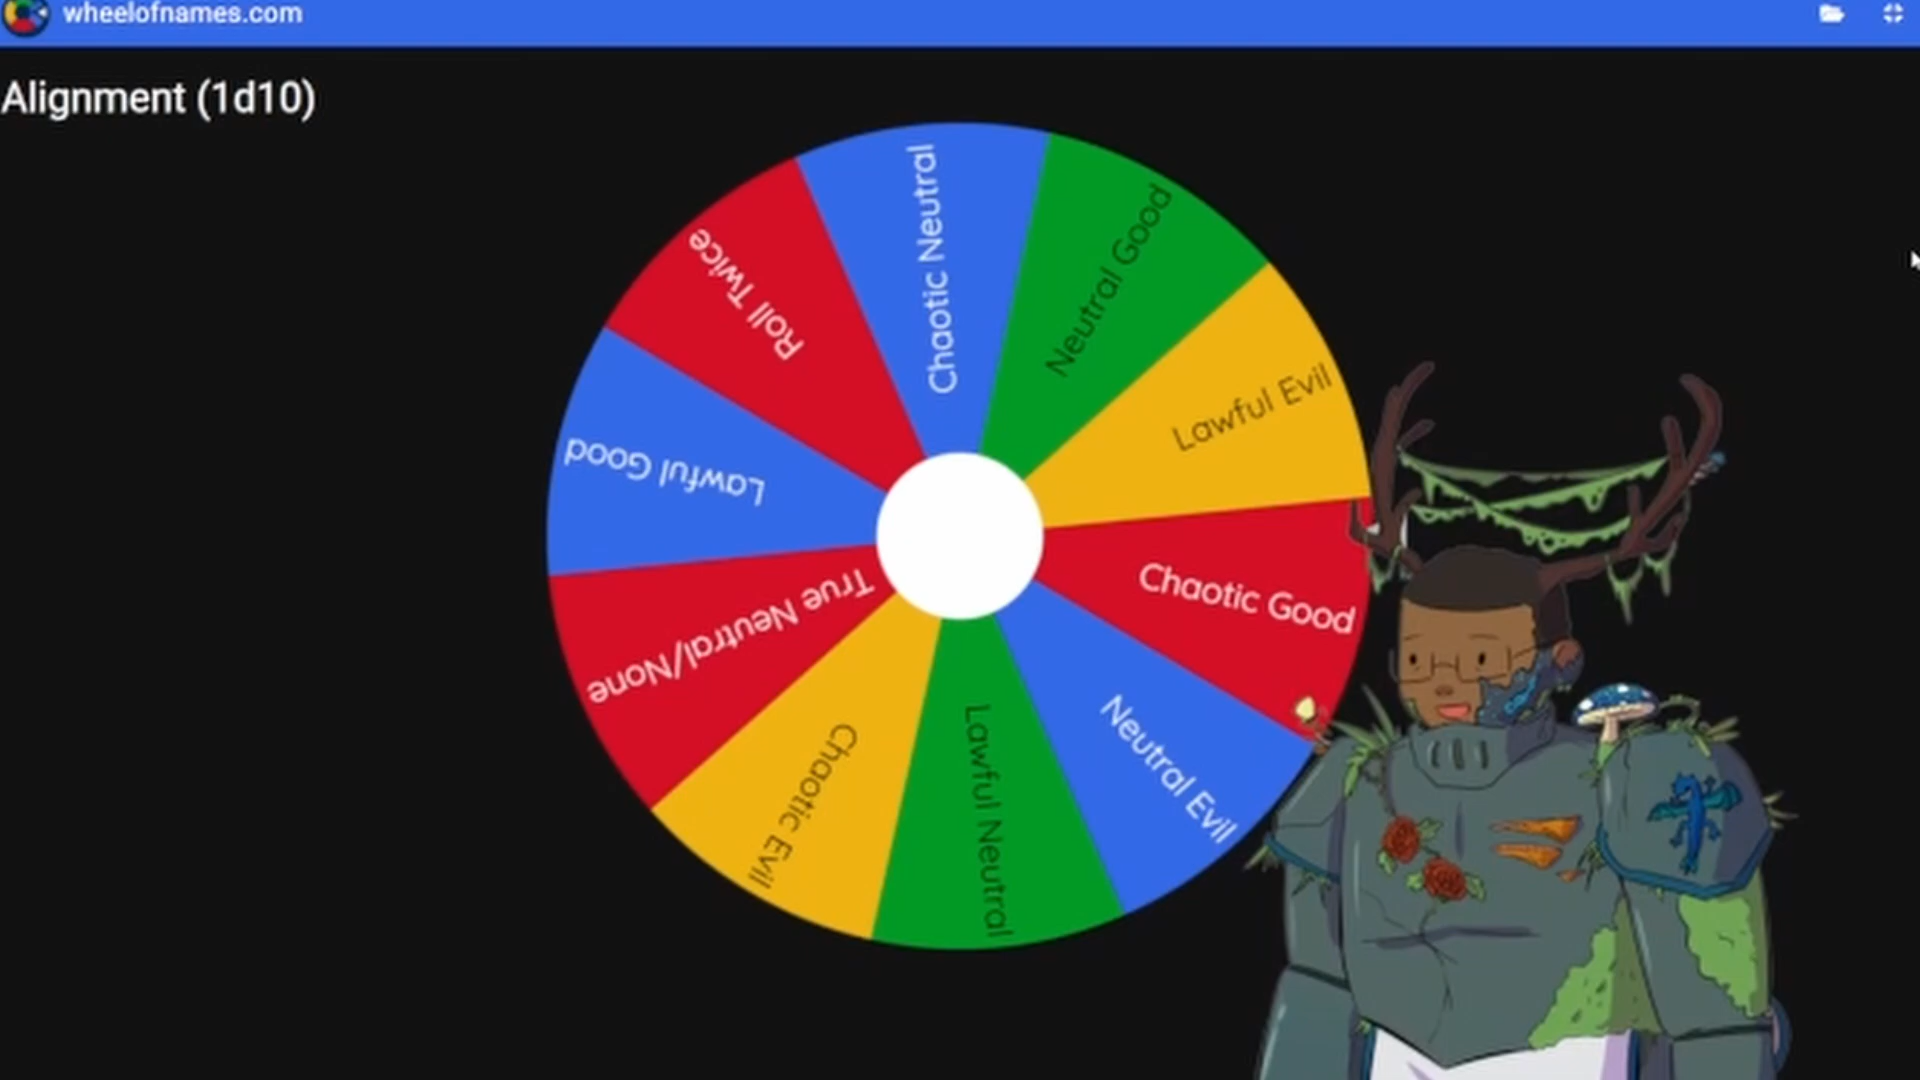 wheelofnames.com
Alignment (1d10)
Chaotic Neutral
Neutral Good
Lawful Evil
Chaotic Good
Neutral Evil
Lawful Neutral
Chaotic Evil
True Neutral/None
Lawful Good
Roll Twice